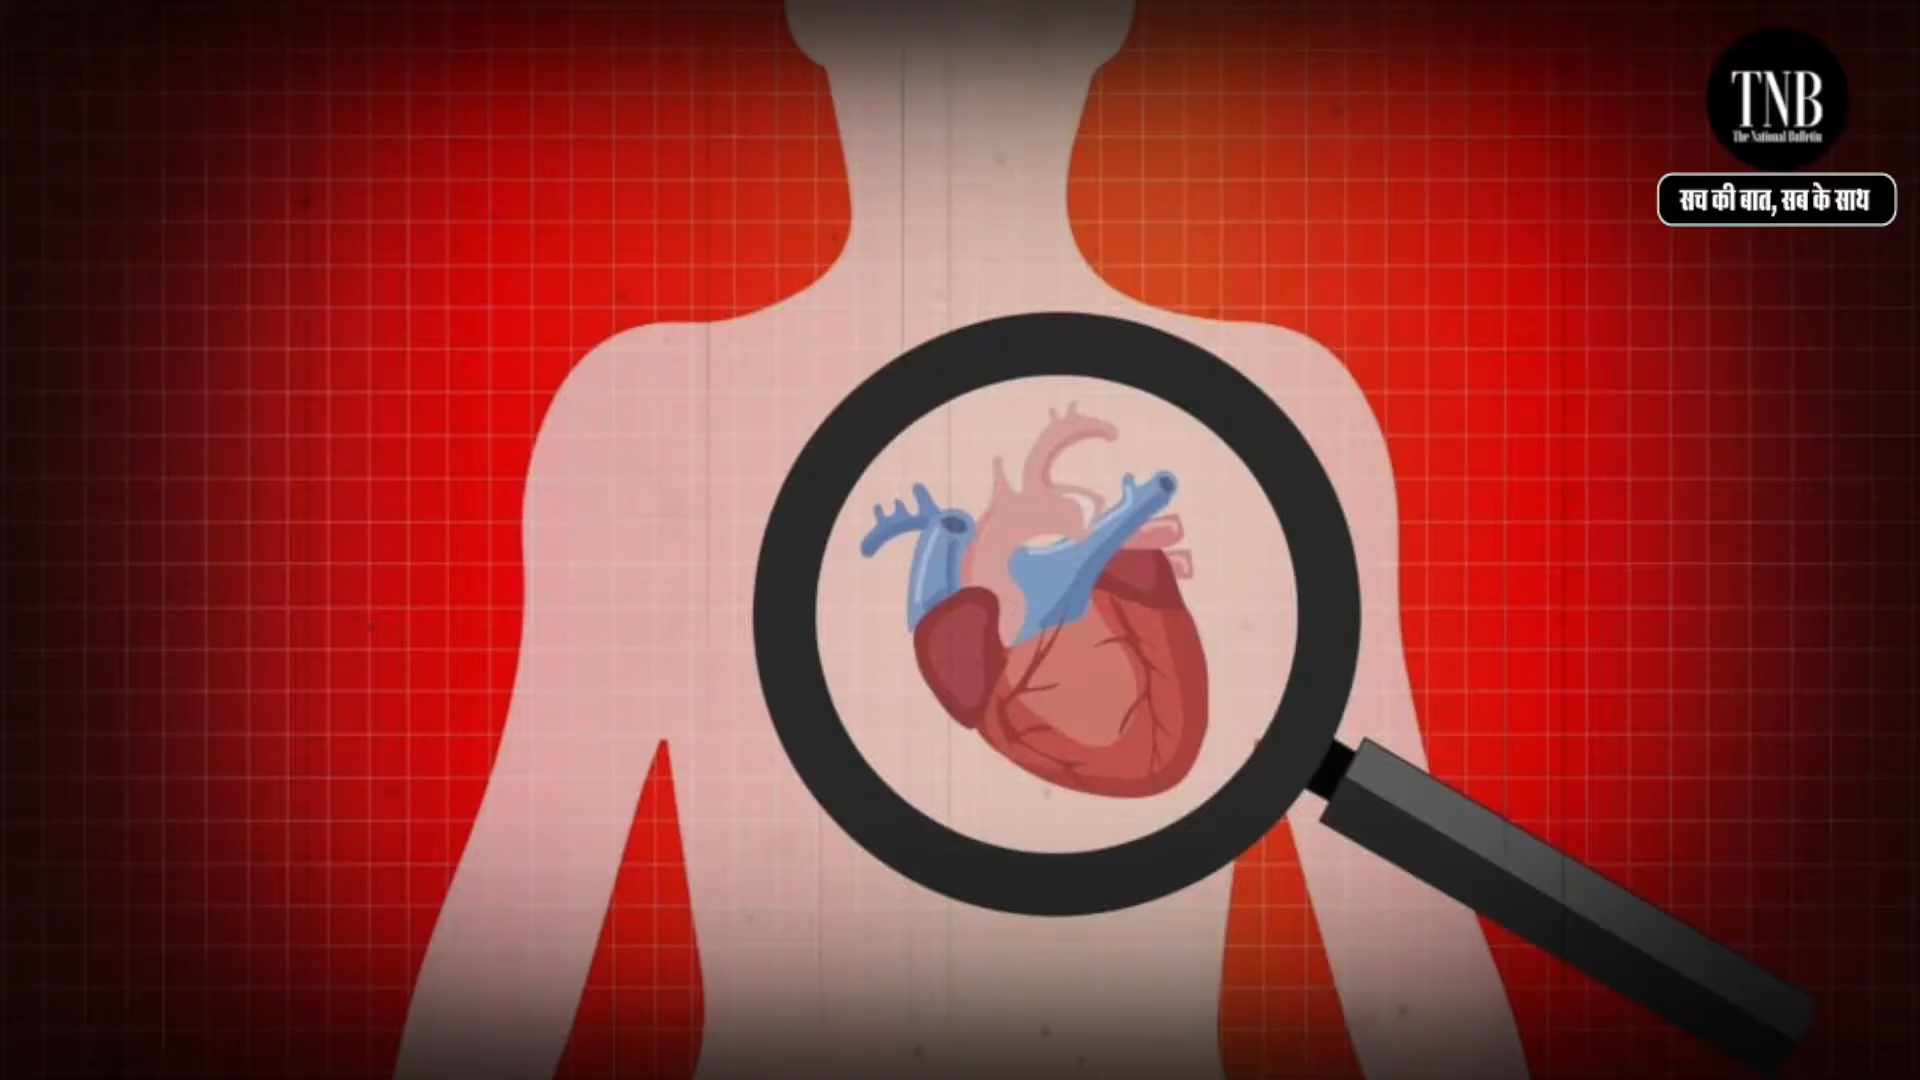 TNB
The National Bulletin
सच की बात, सब के साथ